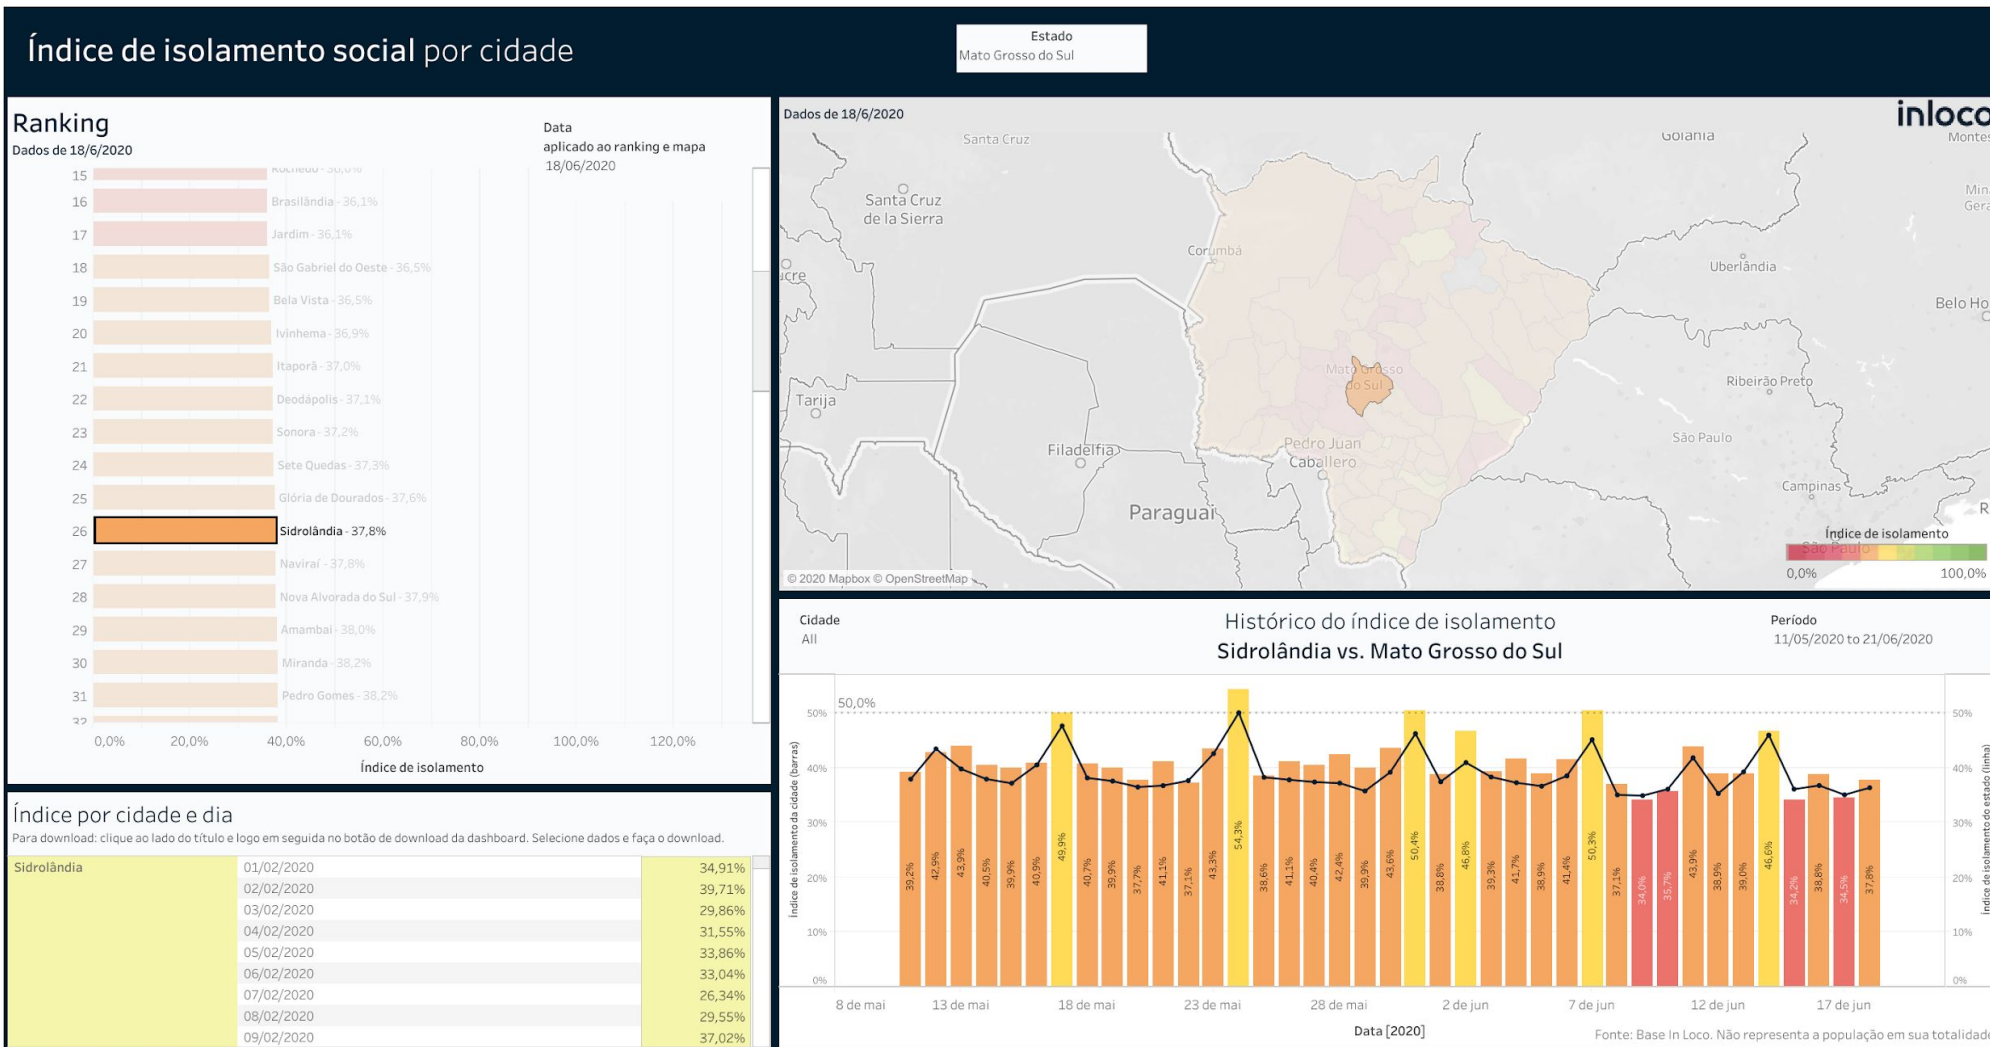 Índice de isolamento social por cidade
Estado
Mato Grosso do Sul
Ranking
Dados de 18/6/2020
Data
aplicado ao ranking e mapa
18/06/2020
15
16 Brasilândia - 36,1%
17 Jardim - 36,1%
18 São Gabriel do Oeste - 36,5%
19 Bela Vista - 36,5%
20 Ivinhema - 36,9%
21 Itaporã - 37,0%
22 Deodápolis - 37,1%
23 Sonora - 37,2%
24 Sete Quedas - 37,3%
25 Glória de Dourados - 37,6%
26 Sidrolândia - 37,8%
27 Naviraí - 37,8%
28 Nova Alvorada do Sul - 37,9%
29 Amambai - 38,0%
30 Miranda - 38,2%
31 Pedro Gomes - 38,2%
32
0,0% 20,0% 40,0% 60,0% 80,0% 100,0% 120,0%
Índice de isolamento
Índice por cidade e dia
Para download: clique ao lado do título e logo em seguida no botão de download da dashboard. Selecione dados e faça o download.
Sidrolândia 01/02/2020 34,91%
02/02/2020 39,71%
03/02/2020 29,86%
04/02/2020 31,55%
05/02/2020 33,86%
06/02/2020 33,04%
07/02/2020 26,34%
08/02/2020 29,55%
09/02/2020 37,02%
Dados de 18/6/2020
inloco
Santa Cruz
Goiânia
Montes
Santa Cruz
de la Sierra
Min
Gera
Corumbá
Uberlândia
ucre
Belo Ho
Mato Grosso
do Sul
Ribeirão Preto
Tarija
São Paulo
Pedro Juan
Caballero
Filadélfia
Campinas
Paraguai
R
Índice de isolamento
São Paulo
0,0% 100,0%
© 2020 Mapbox © OpenStreetMap
Cidade
All
Histórico do índice de isolamento
Sidrolândia vs. Mato Grosso do Sul
Período
11/05/2020 to 21/06/2020
50,0%
Índice de isolamento da cidade (barras)
50%
40%
30%
20%
10%
0%
39,2% 42,9% 43,9% 40,5% 39,9% 40,9% 49,9% 40,7% 39,9% 37,7% 41,1% 37,1% 43,3% 54,3% 38,6% 41,1% 40,4% 42,4% 39,9% 43,6% 50,4% 38,8% 46,8% 39,3% 41,7% 38,9% 41,4% 50,3% 37,1% 34,0% 35,7% 43,9% 38,9% 39,0% 46,6% 34,2% 38,8% 34,5% 37,8%
50%
40%
30%
20%
10%
0%
Índice de isolamento do estado (linha)
8 de mai 13 de mai 18 de mai 23 de mai 28 de mai 2 de jun 7 de jun 12 de jun 17 de jun
Data [2020]
Fonte: Base In Loco. Não representa a população em sua totalidade